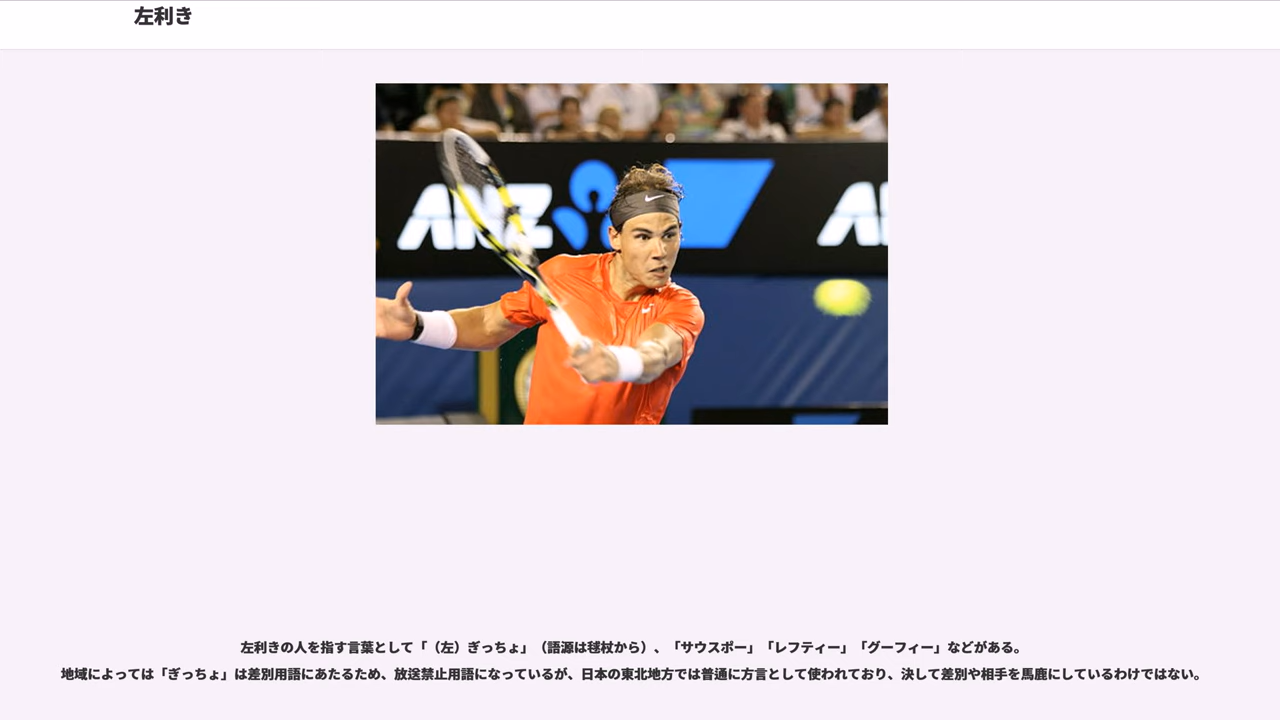 左利き
ANZ
左利きの人を指す言葉として「（左）ぎっちょ」（語源は毬杖から）、「サウスポー」「レフティー」「グーフィー」などがある。
地域によっては「ぎっちょ」は差別用語にあたるため、放送禁止用語になっているが、日本の東北地方では普通に方言として使われており、決して差別や相手を馬鹿にしているわけではない。